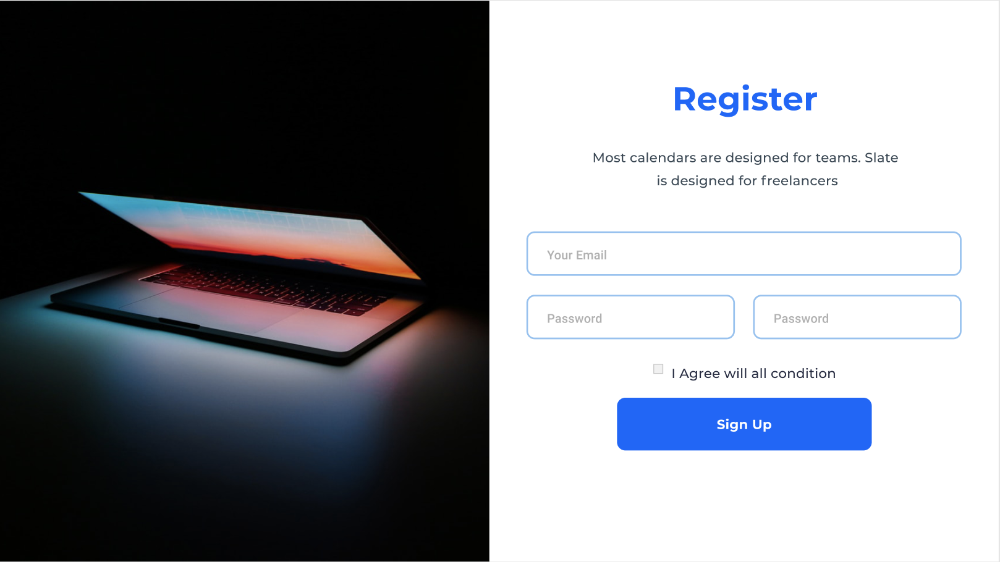 Register
Most calendars are designed for teams. Slate
is designed for freelancers
Your Email
Password
Password
I Agree will all condition
Sign Up